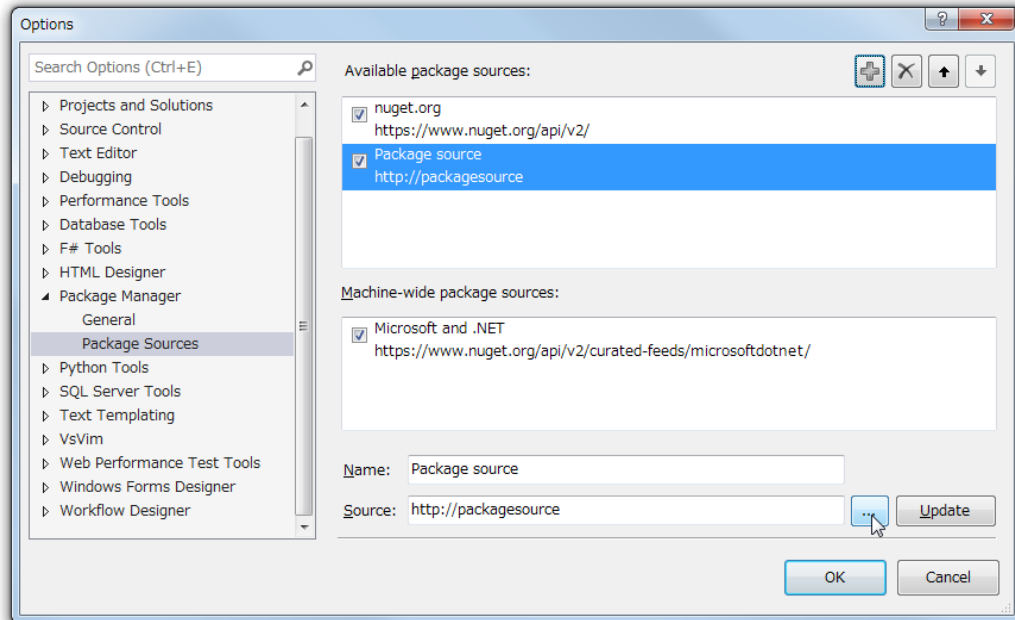 Options
Search Options (Ctrl+E)
Projects and Solutions
Source Control
Text Editor
Debugging
Performance Tools
Database Tools
F# Tools
HTML Designer
Package Manager
General
Package Sources
Python Tools
SQL Server Tools
Text Templating
VsVim
Web Performance Test Tools
Windows Forms Designer
Workflow Designer
Available package sources:
nuget.org
https://www.nuget.org/api/v2/
Package source
http://packagesource
Machine-wide package sources:
Microsoft and .NET
https://www.nuget.org/api/v2/curated-feeds/microsoftdotnet/
Name: Package source
Source: http://packagesource ... Update
OK Cancel